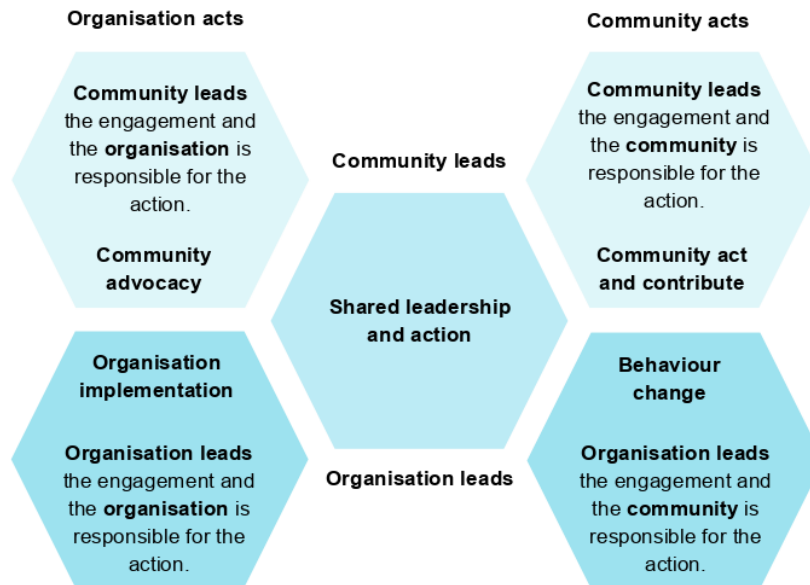 Organisation acts
Community acts
Community leads
the engagement and
the organisation is
responsible for the
action.
Community
advocacy
Community leads
the engagement and
the community is
responsible for the
action.
Community act
and contribute
Community leads
Shared leadership
and action
Organisation leads
Organisation
implementation
Organisation leads
the engagement and
the organisation is
responsible for the
action.
Behaviour
change
Organisation leads
the engagement and
the community is
responsible for the
action.